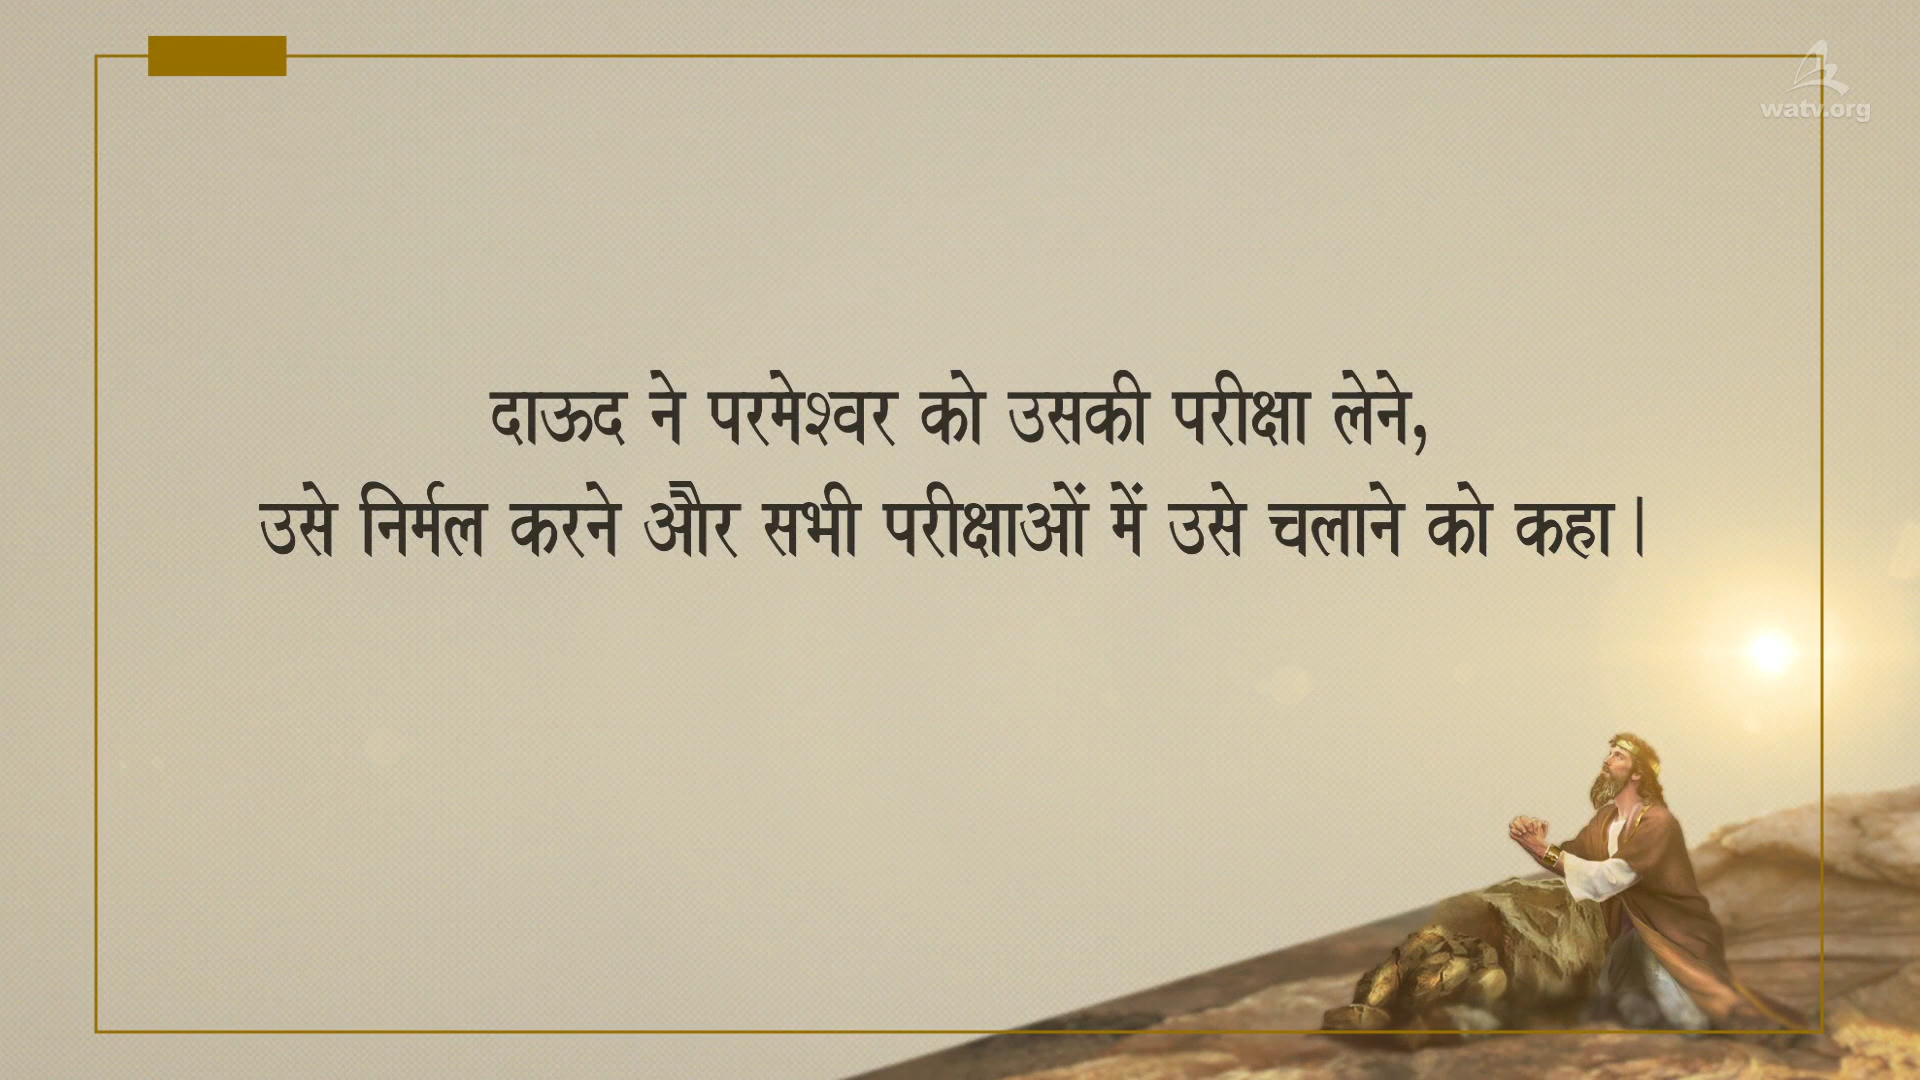 watv.org
दाऊद ने परमेश्वर को उसकी परीक्षा लेने,
उसे निर्मल करने और सभी परीक्षाओं में उसे चलाने को कहा।